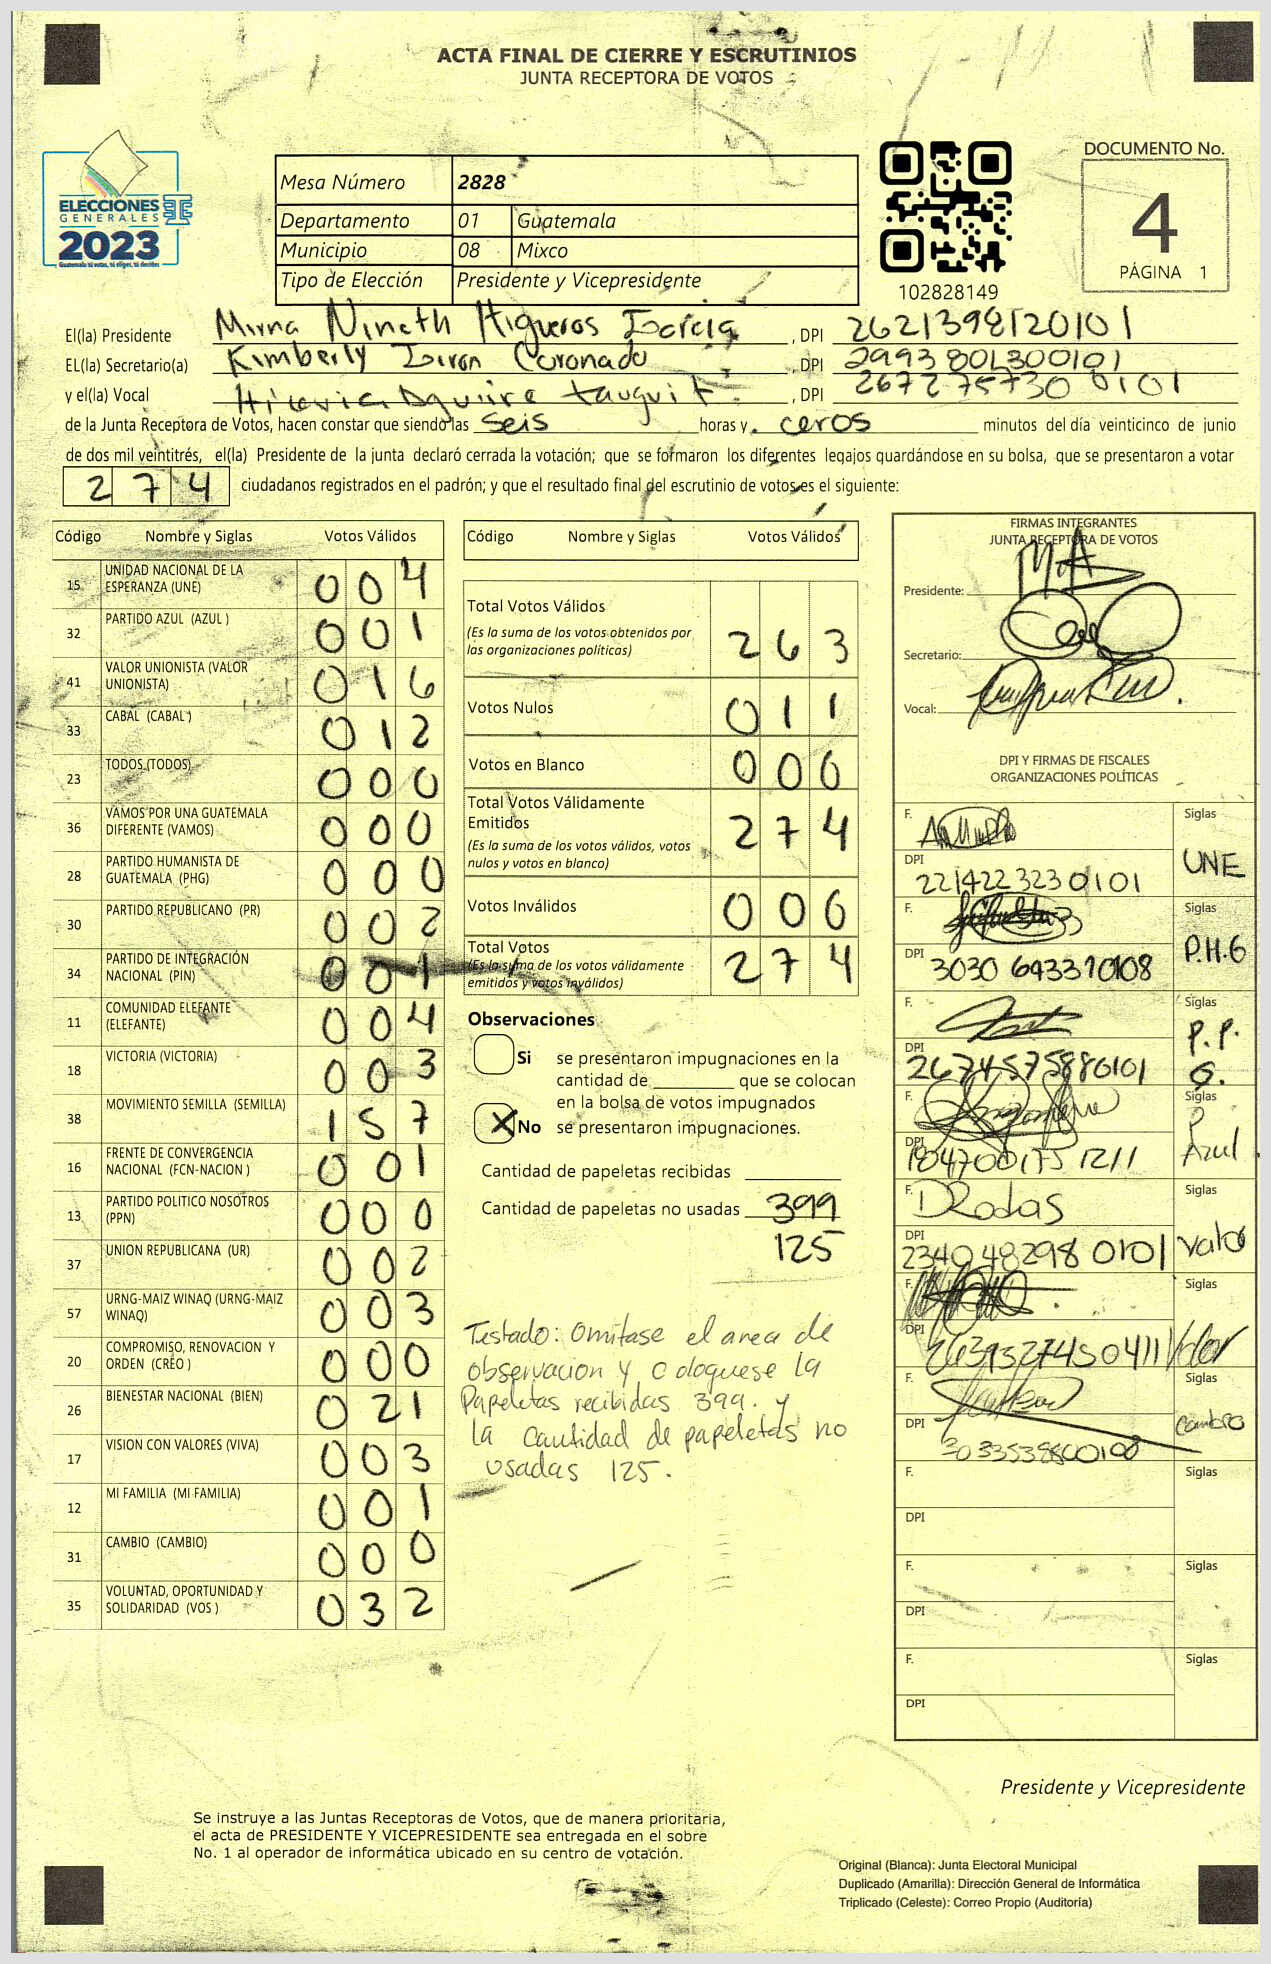 ACTA FINAL DE CIERRE Y ESCRUTINIOS
JUNTA RECEPTORA DE VOTOS
ELECCIONES
GENERALES
2023
Guatemala tú votas, tú eliges, tú decides
Mesa Número 2828
Departamento 01 Guatemala
Municipio 08 Mixco
Tipo de Elección Presidente y Vicepresidente
102828149
DOCUMENTO No.
4
PÁGINA 1
El(la) Presidente Mirna Nineth Higueros García, DPI 2621398120101
EL(la) Secretario(a) Kimberly Coronado, DPI 2993801300101
y el(la) Vocal Aguirre, DPI 2672757300101
de la Junta Receptora de Votos, hacen constar que siendo las seis horas y ceros minutos del día veinticinco de junio
de dos mil veintitrés, el(la) Presidente de la junta declaró cerrada la votación; que se formaron los diferentes legajos quardándose en su bolsa, que se presentaron a votar
274 ciudadanos registrados en el padrón; y que el resultado final del escrutinio de votos es el siguiente:
Código Nombre y Siglas Votos Válidos
15 UNIDAD NACIONAL DE LA ESPERANZA (UNE) 004
32 PARTIDO AZUL (AZUL ) 001
41 VALOR UNIONISTA (VALOR UNIONISTA) 016
33 CABAL (CABAL ) 012
23 TODOS (TODOS) 000
36 VAMOS POR UNA GUATEMALA DIFERENTE (VAMOS) 000
28 PARTIDO HUMANISTA DE GUATEMALA (PHG) 000
30 PARTIDO REPUBLICANO (PR) 002
34 PARTIDO DE INTEGRACIÓN NACIONAL (PIN) 001
11 COMUNIDAD ELEFANTE (ELEFANTE) 004
18 VICTORIA (VICTORIA) 003
38 MOVIMIENTO SEMILLA (SEMILLA) 157
16 FRENTE DE CONVERGENCIA NACIONAL (FCN-NACION ) 001
13 PARTIDO POLITICO NOSOTROS (PPN) 000
37 UNION REPUBLICANA (UR) 002
57 URNG-MAIZ WINAQ (URNG-MAIZ WINAQ) 003
20 COMPROMISO, RENOVACION Y ORDEN (CREO ) 000
26 BIENESTAR NACIONAL (BIEN) 021
17 VISION CON VALORES (VIVA) 003
12 MI FAMILIA (MI FAMILIA) 001
31 CAMBIO (CAMBIO) 000
35 VOLUNTAD, OPORTUNIDAD Y SOLIDARIDAD (VOS ) 032
Código Nombre y Siglas Votos Válidos
Total Votos Válidos 263
(Es la suma de los votos obtenidos por
las organizaciones políticas)
Votos Nulos 011
Votos en Blanco 000
Total Votos Válidamente
Emitidos 274
(Es la suma de los votos válidos, votos
nulos y votos en blanco)
Votos Inválidos 000
Total Votos 274
(Es la suma de los votos válidamente
emitidos y votos inválidos)
Observaciones
Si se presentaron impugnaciones en la
cantidad de ________ que se colocan
en la bolsa de votos impugnados
X No se presentaron impugnaciones.
Cantidad de papeletas recibidas
Cantidad de papeletas no usadas 399
125
Testado: Omitase el area de
observacion y coloquese la
Papeletas recibidas 399. y
la cantidad de papeletas no
usadas 125.
FIRMAS INTEGRANTES
JUNTA RECEPTORA DE VOTOS
Presidente:
Secretario:
Vocal:
DPI Y FIRMAS DE FISCALES
ORGANIZACIONES POLÍTICAS
F. Siglas
DPI 2214223230101 UNE
F. Siglas
DPI 3030 693370108 P.H.G
F. Siglas
DPI 2674575880101 P.P.G.
F. Siglas
DPI 1847001751211 P Azul
F. DRodas Siglas
DPI 2340482980101 Valor
F. Siglas
DPI 2639327450411 Valor
F. Siglas
DPI 3033538800108 Cambio
F. Siglas
DPI
F. Siglas
DPI
F. Siglas
DPI
Presidente y Vicepresidente
Se instruye a las Juntas Receptoras de Votos, que de manera prioritaria,
el acta de PRESIDENTE Y VICEPRESIDENTE sea entregada en el sobre
No. 1 al operador de informática ubicado en su centro de votación.
Original (Blanca): Junta Electoral Municipal
Duplicado (Amarilla): Dirección General de Informática
Triplicado (Celeste): Correo Propio (Auditoría)